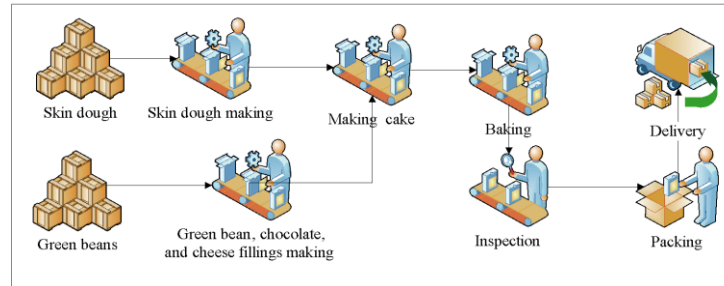 Skin dough
Skin dough making
Making cake
Baking
Delivery
Green beans
Green bean, chocolate,
and cheese fillings making
Inspection
Packing